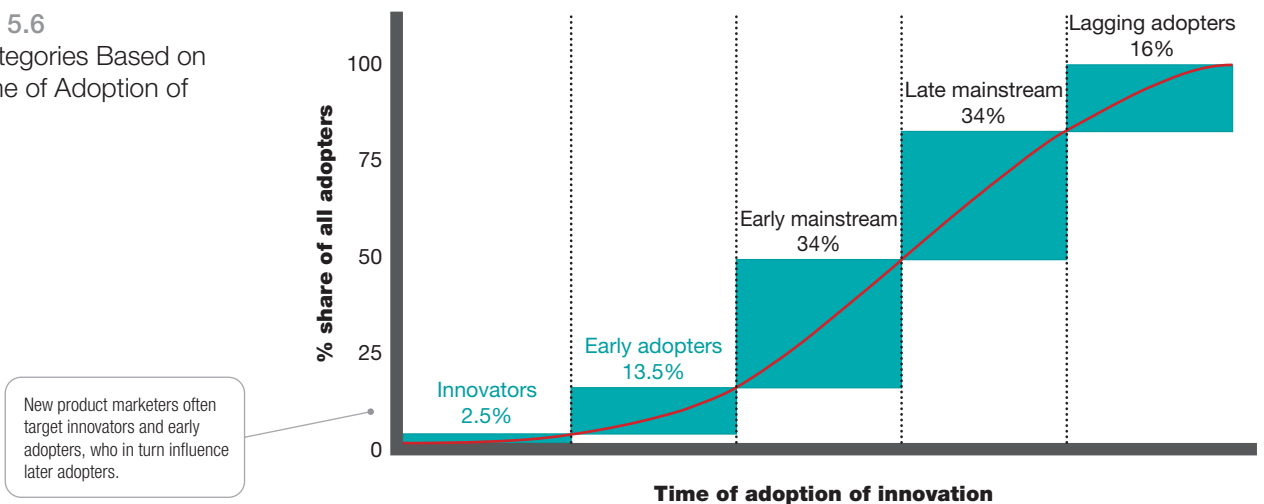 5.6
tegories Based on
ne of Adoption of
% share of all adopters
100
75
50
25
0
Innovators
2.5%
Early adopters
13.5%
Early mainstream
34%
Late mainstream
34%
Lagging adopters
16%
Time of adoption of innovation
New product marketers often
target innovators and early
adopters, who in turn influence
later adopters.